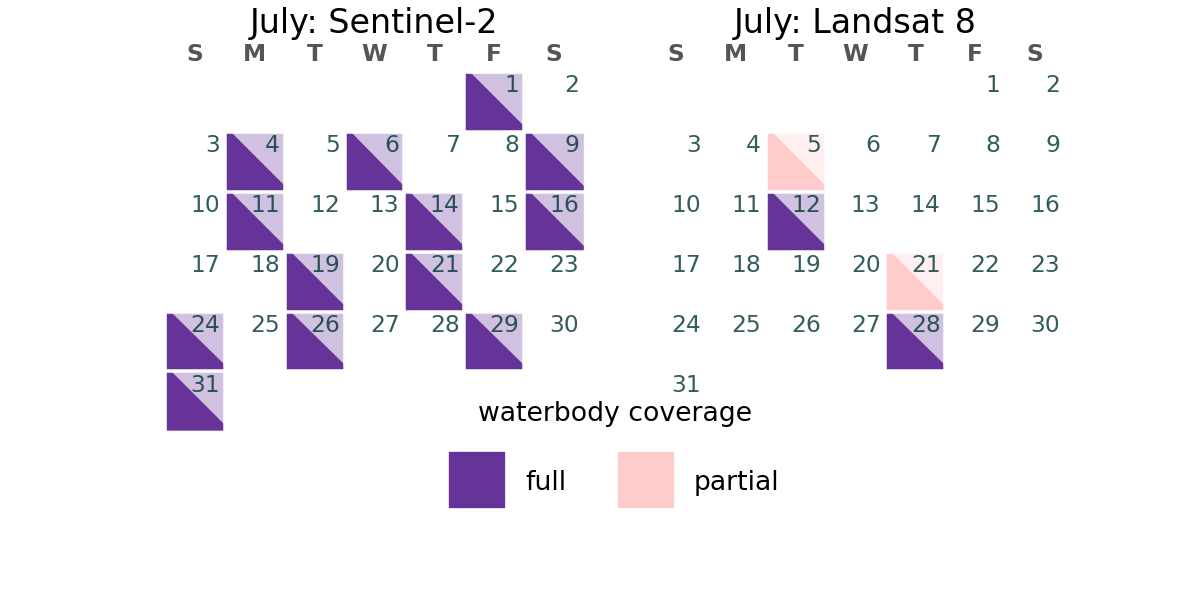 July: Sentinel-2
S M T W T F S
1 2
3 4 5 6 7 8 9
10 11 12 13 14 15 16
17 18 19 20 21 22 23
24 25 26 27 28 29 30
31
July: Landsat 8
S M T W T F S
1 2
3 4 5 6 7 8 9
10 11 12 13 14 15 16
17 18 19 20 21 22 23
24 25 26 27 28 29 30
31
waterbody coverage
full partial